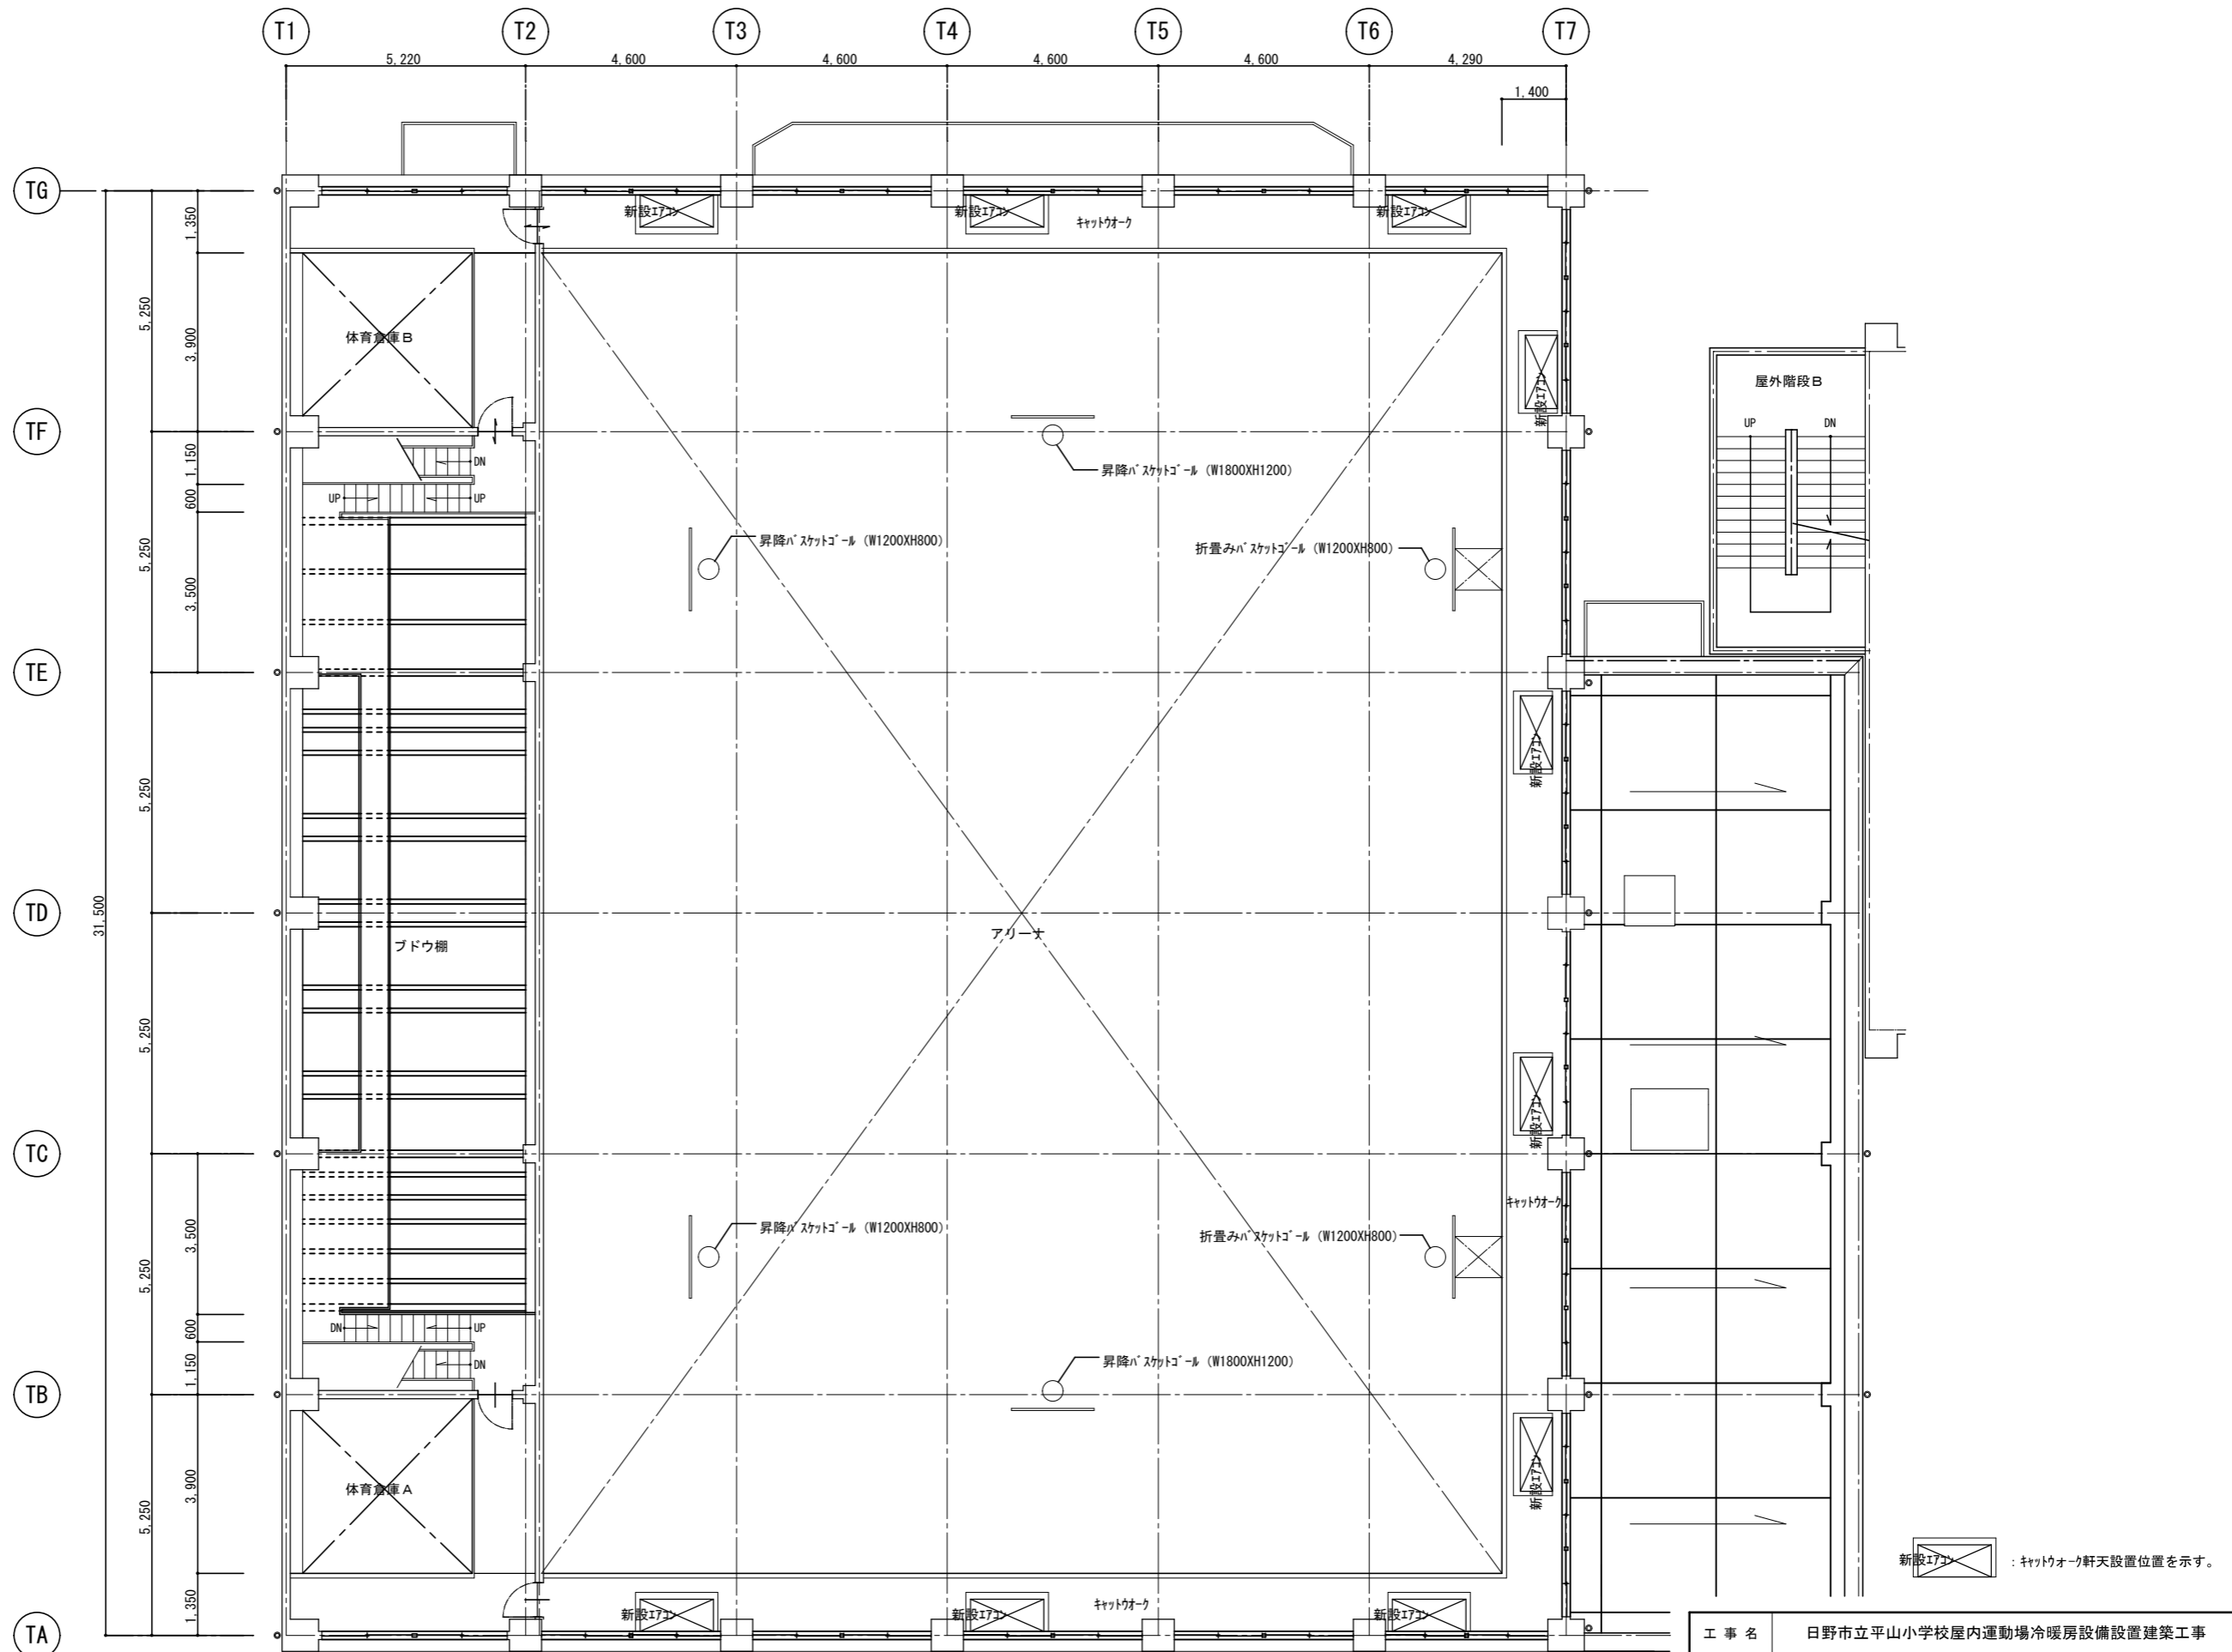 T1 T2 T3 T4 T5 T6 T7
5,220 4,600 4,600 4,600 4,600 4,290
1,400
TG
新設ｴｱｺﾝ 新設ｴｱｺﾝ 新設ｴｱｺﾝ
ｷｬｯﾄｳｵｰｸ
1,350
5,250
3,900
体育倉庫B
新設ｴｱｺﾝ
屋外階段B
UP DN
TF
DN
昇降ﾊﾞｽｹｯﾄｺﾞｰﾙ (W1800XH1200)
1,150
600
UP UP
昇降ﾊﾞｽｹｯﾄｺﾞｰﾙ (W1200XH800)
折畳みﾊﾞｽｹｯﾄｺﾞｰﾙ (W1200XH800)
5,250
3,500
TE
新設ｴｱｺﾝ
5,250
TD
31,500
ブドウ棚
アリーナ
5,250
新設ｴｱｺﾝ
TC
ｷｬｯﾄｳｵｰｸ
3,500
昇降ﾊﾞｽｹｯﾄｺﾞｰﾙ (W1200XH800)
折畳みﾊﾞｽｹｯﾄｺﾞｰﾙ (W1200XH800)
5,250
600
DN UP
1,150
DN
昇降ﾊﾞｽｹｯﾄｺﾞｰﾙ (W1800XH1200)
TB
3,900
体育倉庫A
新設ｴｱｺﾝ
5,250
新設ｴｱｺﾝ :ｷｬｯﾄｳォｰｸ軒天設置位置を示す。
1,350
ｷｬｯﾄｳｵｰｸ
新設ｴｱｺﾝ 新設ｴｱｺﾝ 新設ｴｱｺﾝ
TA
工事名 日野市立平山小学校屋内運動場冷暖房設備設置建築工事